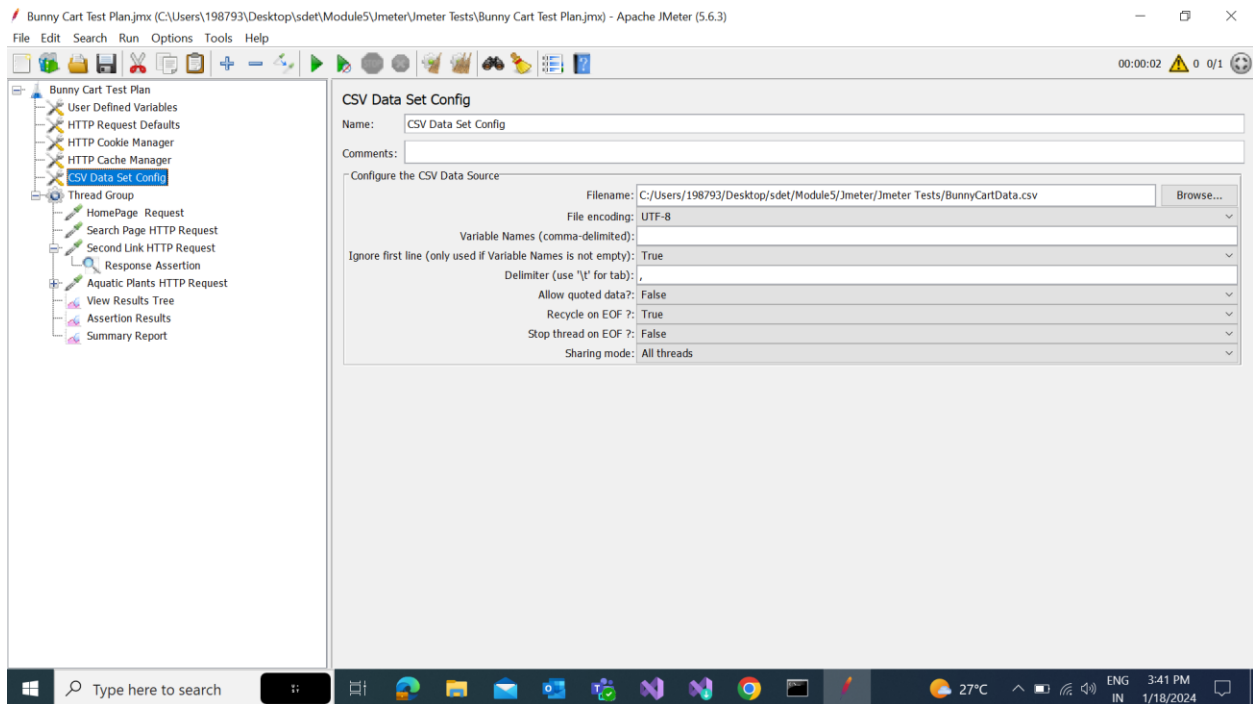 Bunny Cart Test Plan.jmx (C:\Users\198793\Desktop\sdet\Module5\Jmeter\Jmeter Tests\Bunny Cart Test Plan.jmx) - Apache JMeter (5.6.3)
File Edit Search Run Options Tools Help
00:00:02 0 0/1
Bunny Cart Test Plan
User Defined Variables
HTTP Request Defaults
HTTP Cookie Manager
HTTP Cache Manager
CSV Data Set Config
Thread Group
HomePage Request
Search Page HTTP Request
Second Link HTTP Request
Response Assertion
Aquatic Plants HTTP Request
View Results Tree
Assertion Results
Summary Report
CSV Data Set Config
Name: CSV Data Set Config
Comments:
Configure the CSV Data Source
Filename: C:/Users/198793/Desktop/sdet/Module5/Jmeter/Jmeter Tests/BunnyCartData.csv Browse...
File encoding: UTF-8
Variable Names (comma-delimited):
Ignore first line (only used if Variable Names is not empty): True
Delimiter (use '\t' for tab): ,
Allow quoted data?: False
Recycle on EOF ?: True
Stop thread on EOF ?: False
Sharing mode: All threads
Type here to search
27°C
ENG
IN
3:41 PM
1/18/2024